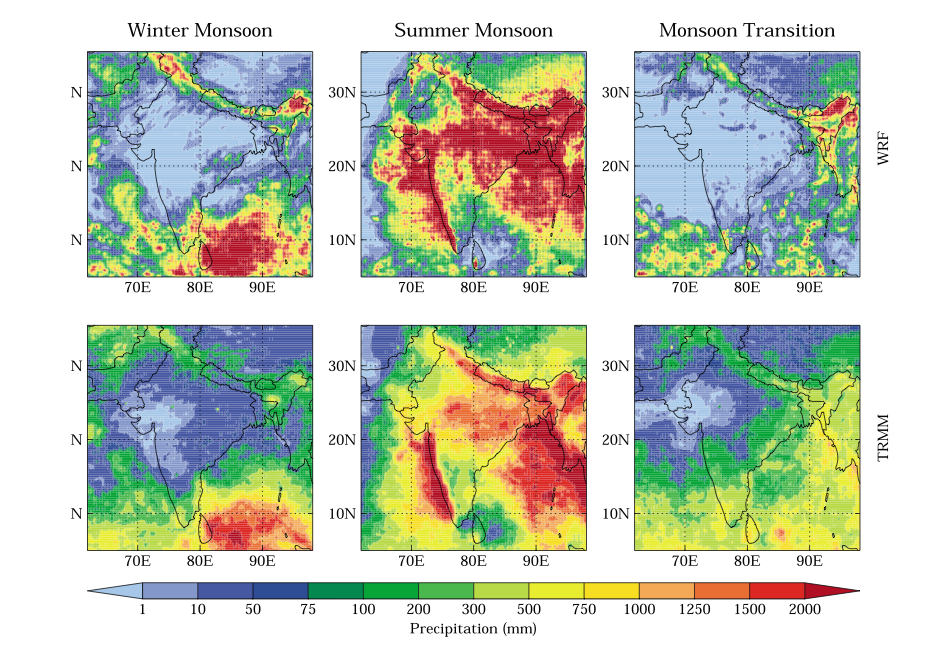 Winter Monsoon Summer Monsoon Monsoon Transition
N 30N 30N
N 20N 20N
N 10N 10N
WRF
70E 80E 90E 70E 80E 90E 70E 80E 90E
N 30N 30N
N 20N 20N
N 10N 10N
TRMM
70E 80E 90E 70E 80E 90E 70E 80E 90E
1 10 50 75 100 200 300 500 750 1000 1250 1500 2000
Precipitation (mm)